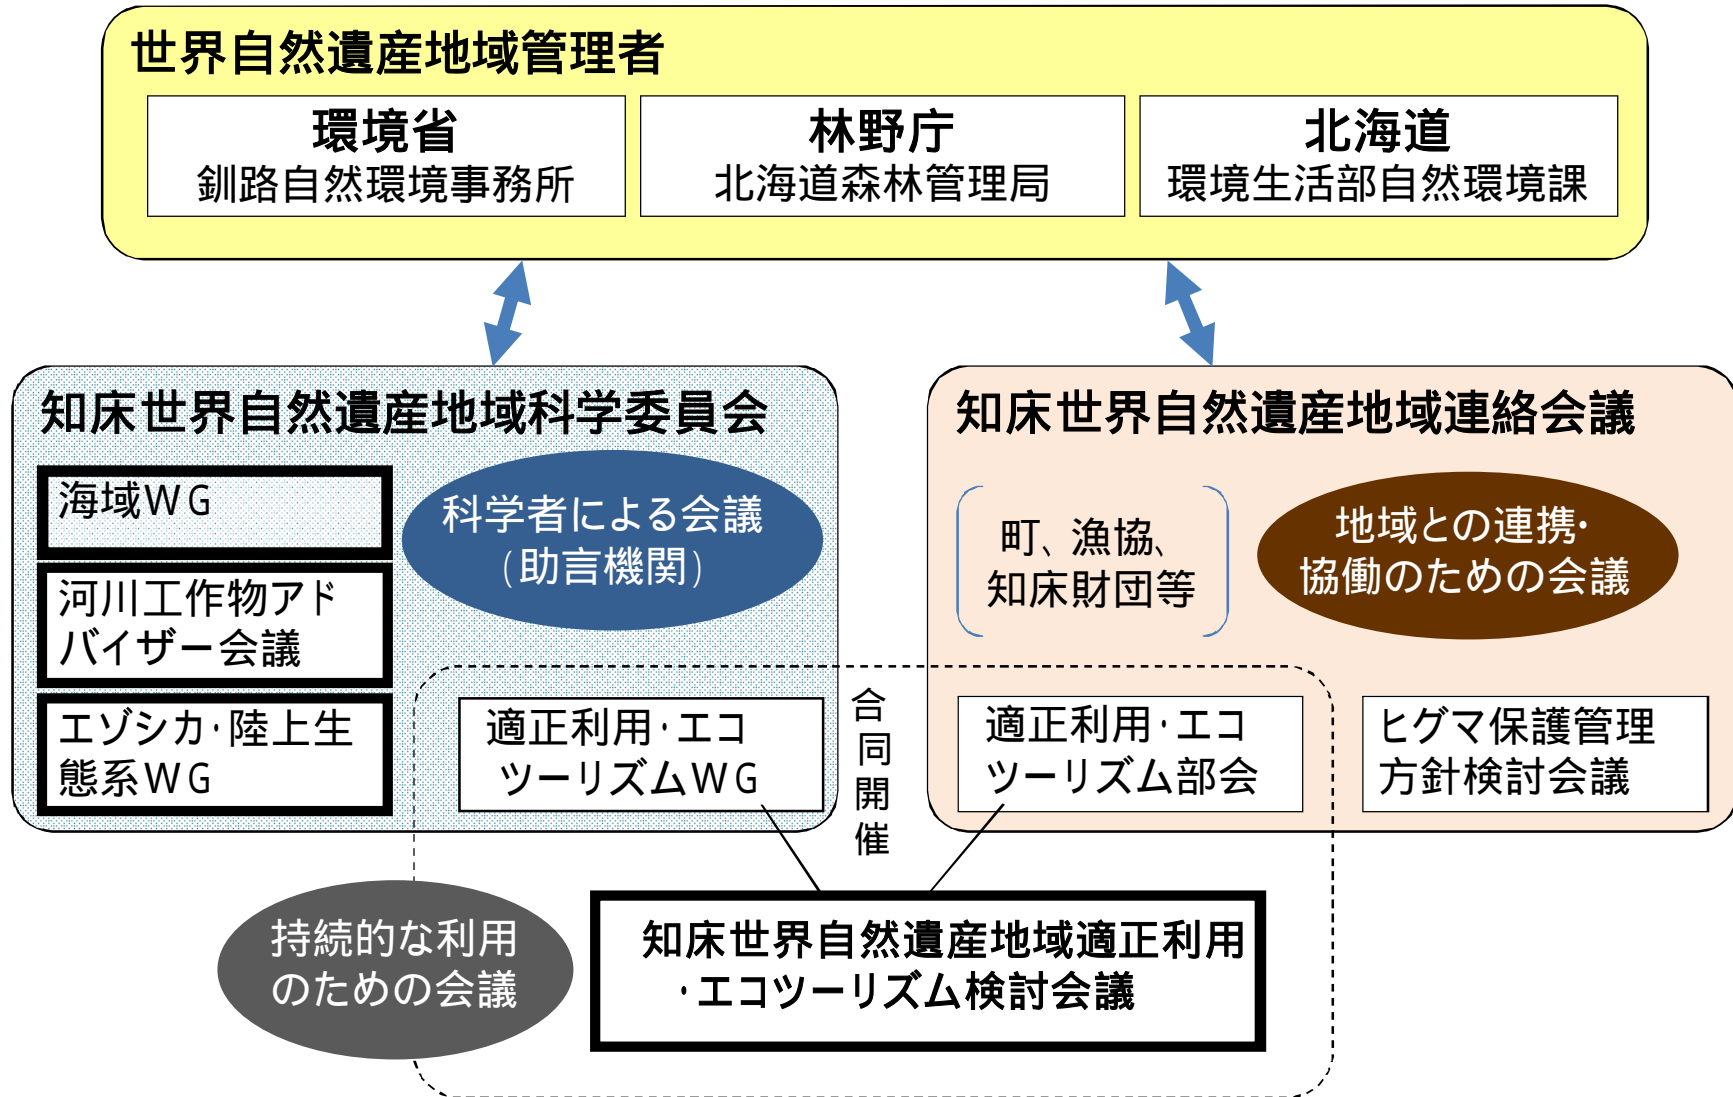 世界自然遺産地域管理者
環境省
釧路自然環境事務所
林野庁
北海道森林管理局
北海道
環境生活部自然環境課
知床世界自然遺産地域科学委員会
海域WG
河川工作物アド
バイザー会議
エゾシカ・陸上生
態系WG
科学者による会議
(助言機関)
適正利用・エコ
ツーリズムWG
合
同
開
催
知床世界自然遺産地域連絡会議
町、漁協、
知床財団等
地域との連携・
協働のための会議
適正利用・エコ
ツーリズム部会
ヒグマ保護管理
方針検討会議
持続的な利用
のための会議
知床世界自然遺産地域適正利用
・エコツーリズム検討会議